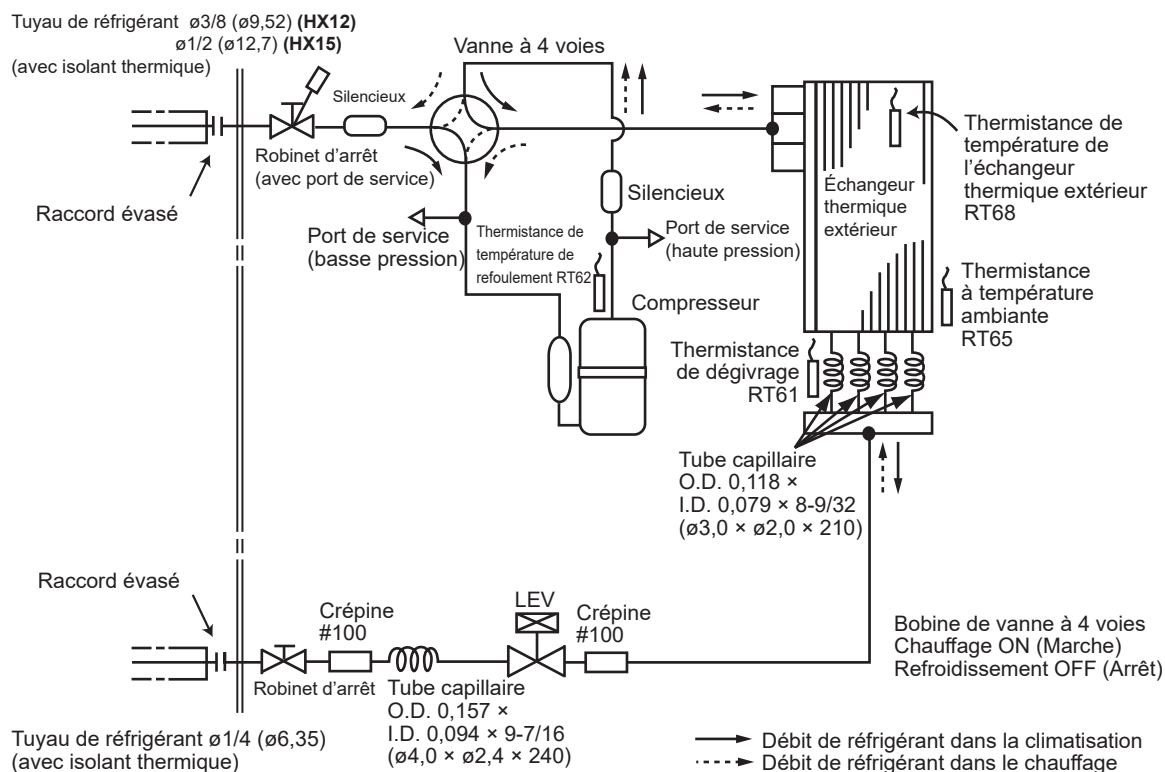 Tuyau de réfrigérant ø3/8 (ø9,52) (HX12)
ø1/2 (ø12,7) (HX15)
(avec isolant thermique)
Vanne à 4 voies
Silencieux
Robinet d’arrêt
(avec port de service)
Raccord évasé
Port de service
(basse pression)
Thermistance de
température de
refoulement RT62
Silencieux
Port de service
(haute pression)
Compresseur
Échangeur
thermique
extérieur
Thermistance de
température de
l’échangeur
thermique extérieur
RT68
Thermistance
à température
ambiante
RT65
Thermistance
de dégivrage
RT61
Tube capillaire
O.D. 0,118 ×
I.D. 0,079 × 8-9/32
(ø3,0 × ø2,0 × 210)
Raccord évasé
Crépine
#100
LEV
Crépine
#100
Robinet d’arrêt
Tube capillaire
O.D. 0,157 ×
I.D. 0,094 × 9-7/16
(ø4,0 × ø2,4 × 240)
Bobine de vanne à 4 voies
Chauffage ON (Marche)
Refroidissement OFF (Arrêt)
Tuyau de réfrigérant ø1/4 (ø6,35)
(avec isolant thermique)
Débit de réfrigérant dans la climatisation
Débit de réfrigérant dans le chauffage